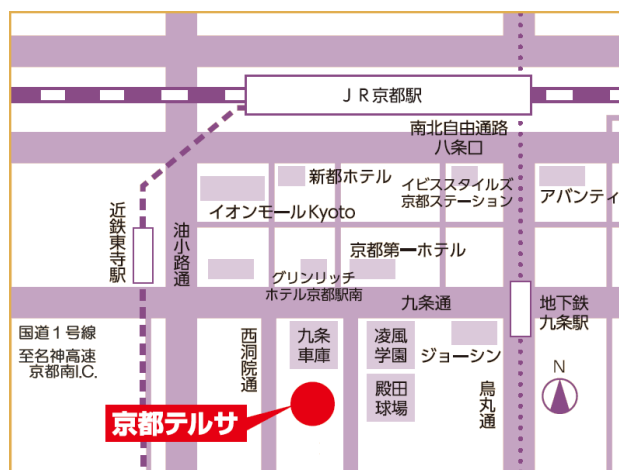 JR京都駅
南北自由通路
八条口
新都ホテル
イビススタイルズ
京都ステーション
アバンティ
イオンモールKyoto
近鉄東寺駅
油小路通
京都第一ホテル
グリンリッチ
ホテル京都駅南
九条通
地下鉄
九条駅
国道1号線
至名神高速
京都南I.C.
西洞院通
九条
車庫
凌風
学園
ジョーシン
殿田
球場
烏丸通
N
京都テルサ